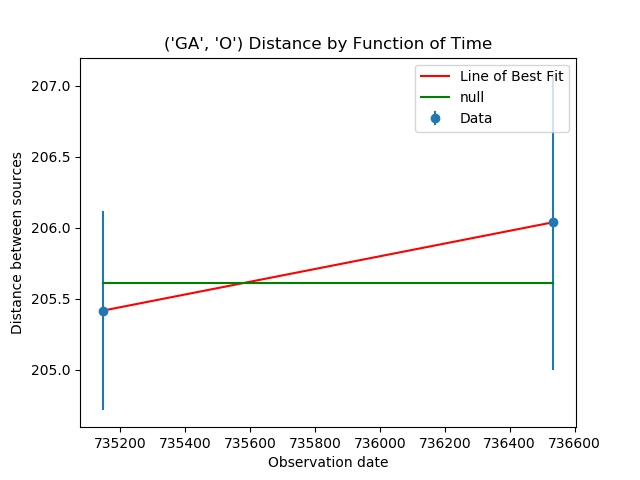 ('GA', 'O') Distance by Function of Time
Line of Best Fit
null
Data
Distance between sources
207.0
206.5
206.0
205.5
205.0
735200 735400 735600 735800 736000 736200 736400 736600
Observation date